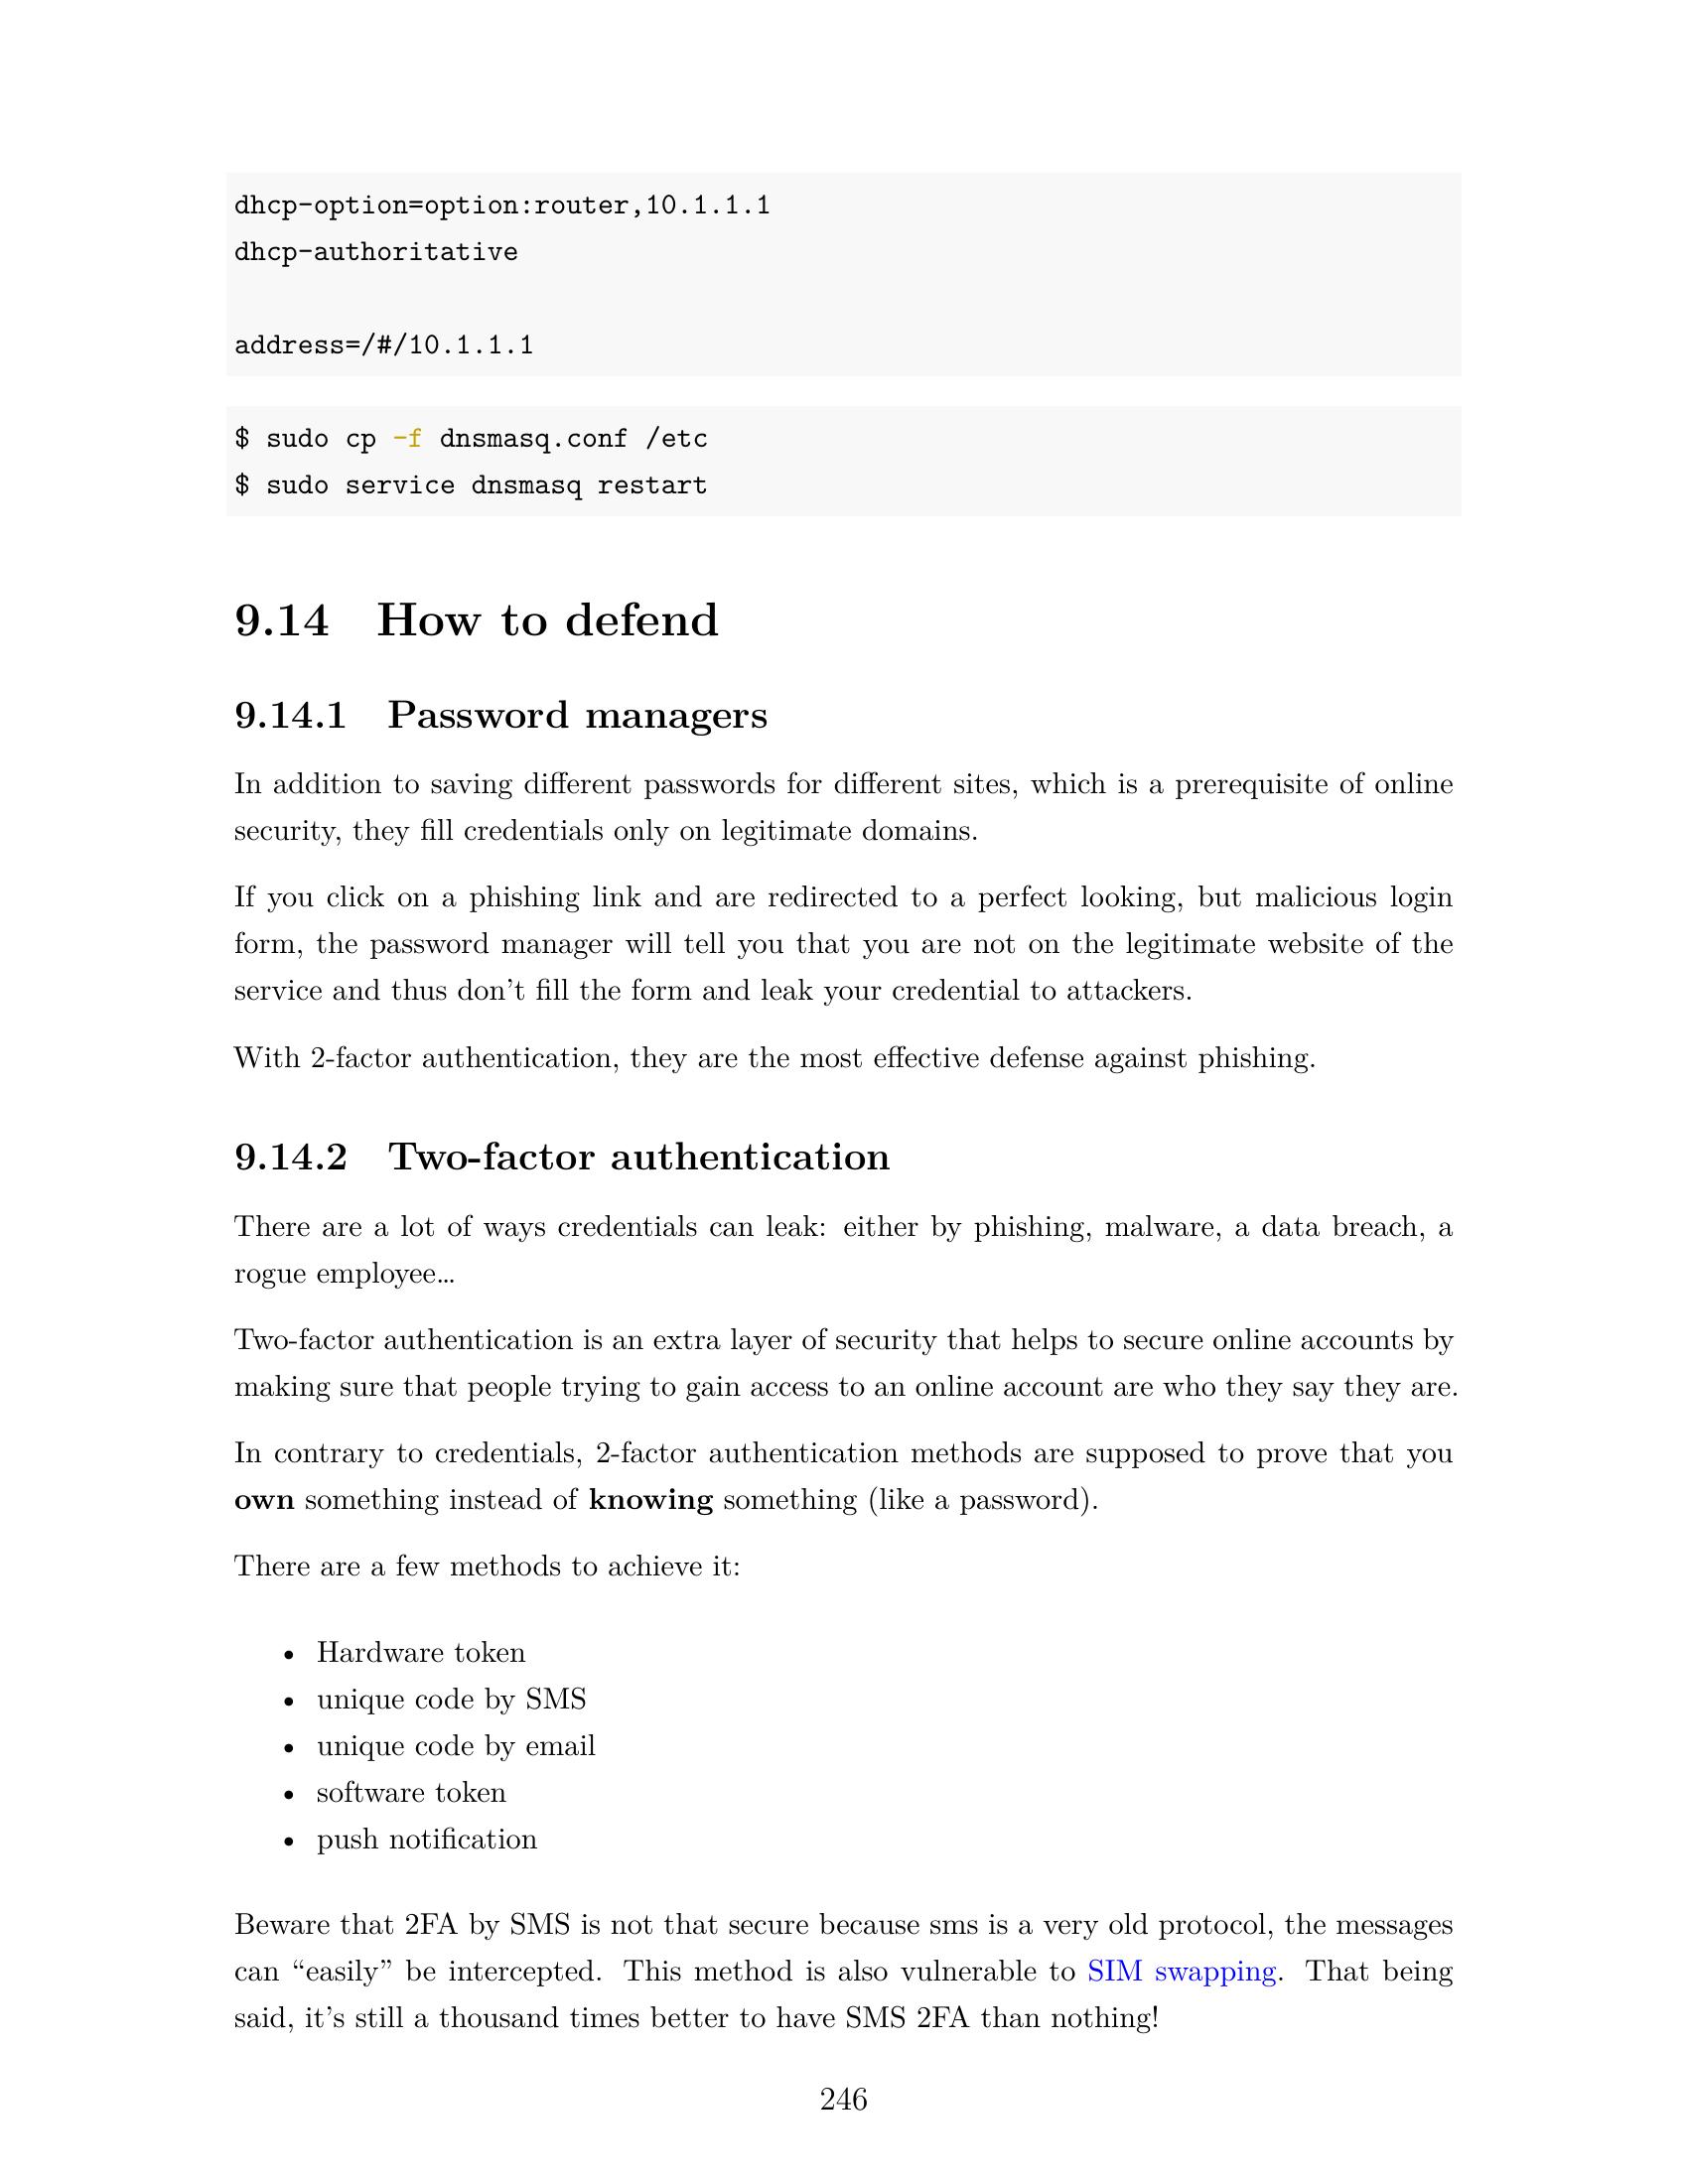 dhcp-option=option:router,10.1.1.1
dhcp-authoritative
address=/#/10.1.1.1
$ sudo cp -f dnsmasq.conf /etc
$ sudo service dnsmasq restart
9.14 How to defend
9.14.1 Password managers
In addition to saving different passwords for different sites, which is a prerequisite of online
security, they fill credentials only on legitimate domains.
If you click on a phishing link and are redirected to a perfect looking, but malicious login
form, the password manager will tell you that you are not on the legitimate website of the
service and thus don’t fill the form and leak your credential to attackers.
With 2-factor authentication, they are the most effective defense against phishing.
9.14.2 Two-factor authentication
There are a lot of ways credentials can leak: either by phishing, malware, a data breach, a
rogue employee…
Two-factor authentication is an extra layer of security that helps to secure online accounts by
making sure that people trying to gain access to an online account are who they say they are.
In contrary to credentials, 2-factor authentication methods are supposed to prove that you
own something instead of knowing something (like a password).
There are a few methods to achieve it:
• Hardware token
• unique code by SMS
• unique code by email
• software token
• push notification
Beware that 2FA by SMS is not that secure because sms is a very old protocol, the messages
can “easily” be intercepted. This method is also vulnerable to SIM swapping. That being
said, it’s still a thousand times better to have SMS 2FA than nothing!
246